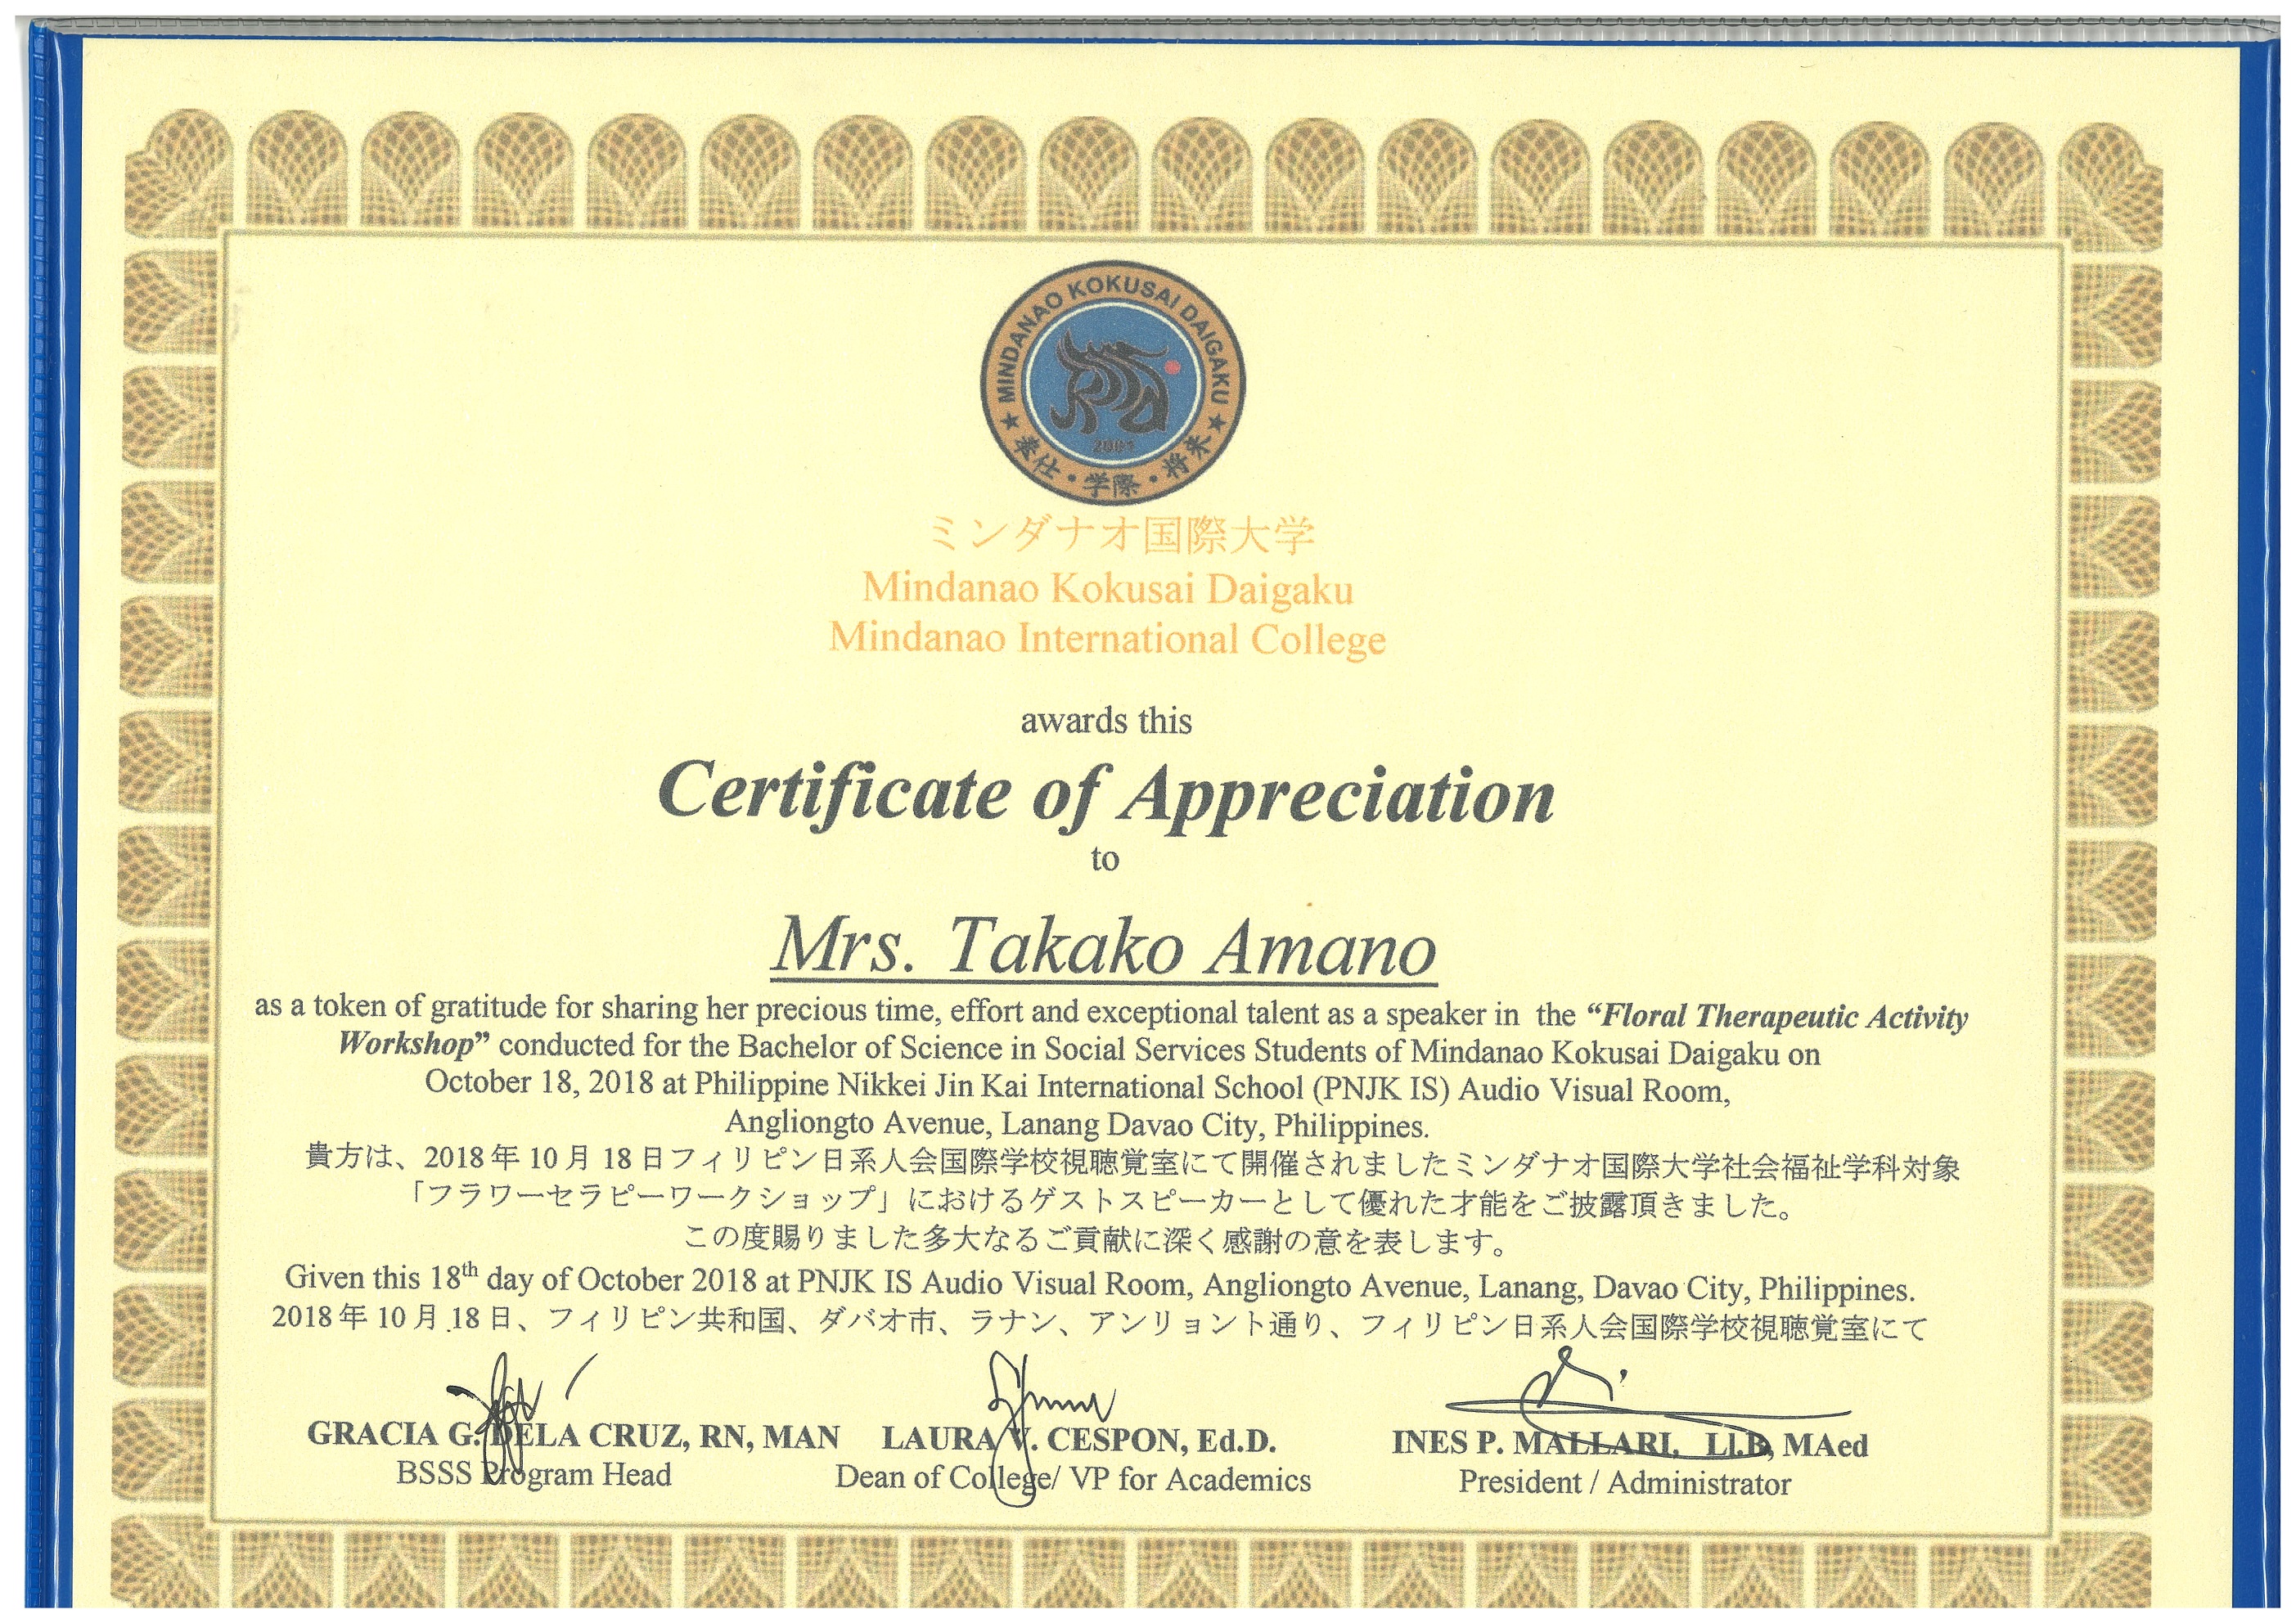 MINDANAO KOKUSAI DAIGAKU
奉仕・学際・将来
ミンダナオ国際大学
Mindanao Kokusai Daigaku
Mindanao International College
awards this
Certificate of Appreciation
to
Mrs. Takako Amano
as a token of gratitude for sharing her precious time, effort and exceptional talent as a speaker in the “Floral Therapeutic Activity
Workshop” conducted for the Bachelor of Science in Social Services Students of Mindanao Kokusai Daigaku on
October 18, 2018 at Philippine Nikkei Jin Kai International School (PNJK IS) Audio Visual Room,
Angliongto Avenue, Lanang Davao City, Philippines.
貴方は、2018年10月18日フィリピン日系人会国際学校視聴覚室にて開催されましたミンダナオ国際大学社会福祉学科対象
「フラワーセラピーワークショップ」におけるゲストスピーカーとして優れた才能をご披露頂きました。
この度賜りました多大なるご貢献に深く感謝の意を表します。
Given this 18th day of October 2018 at PNJK IS Audio Visual Room, Angliongto Avenue, Lanang, Davao City, Philippines.
2018年10月18日、フィリピン共和国、ダバオ市、ラナン、アンリョント通り、フィリピン日系人会国際学校視聴覚室にて
GRACIA G. DELA CRUZ, RN, MAN LAURA V. CESPON, Ed.D. INES P. MALLARI, Ll.B, MAed
BSSS Program Head Dean of College/ VP for Academics President / Administrator